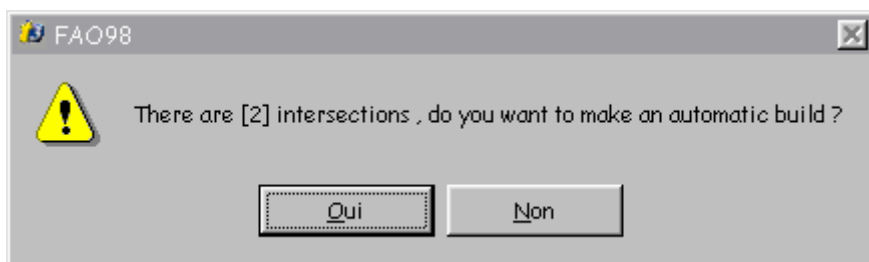 FAO98
There are [2] intersections , do you want to make an automatic build ?
Oui
Non